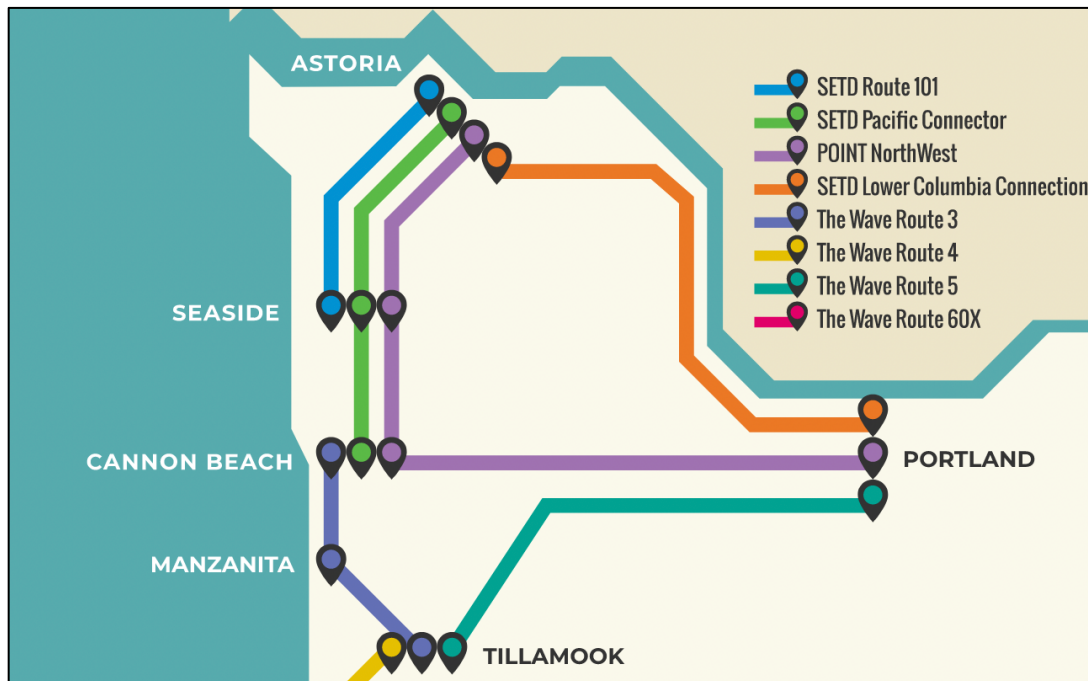 ASTORIA
SETD Route 101
SETD Pacific Connector
POINT NorthWest
SETD Lower Columbia Connection
The Wave Route 3
The Wave Route 4
The Wave Route 5
The Wave Route 60X
SEASIDE
CANNON BEACH
PORTLAND
MANZANITA
TILLAMOOK